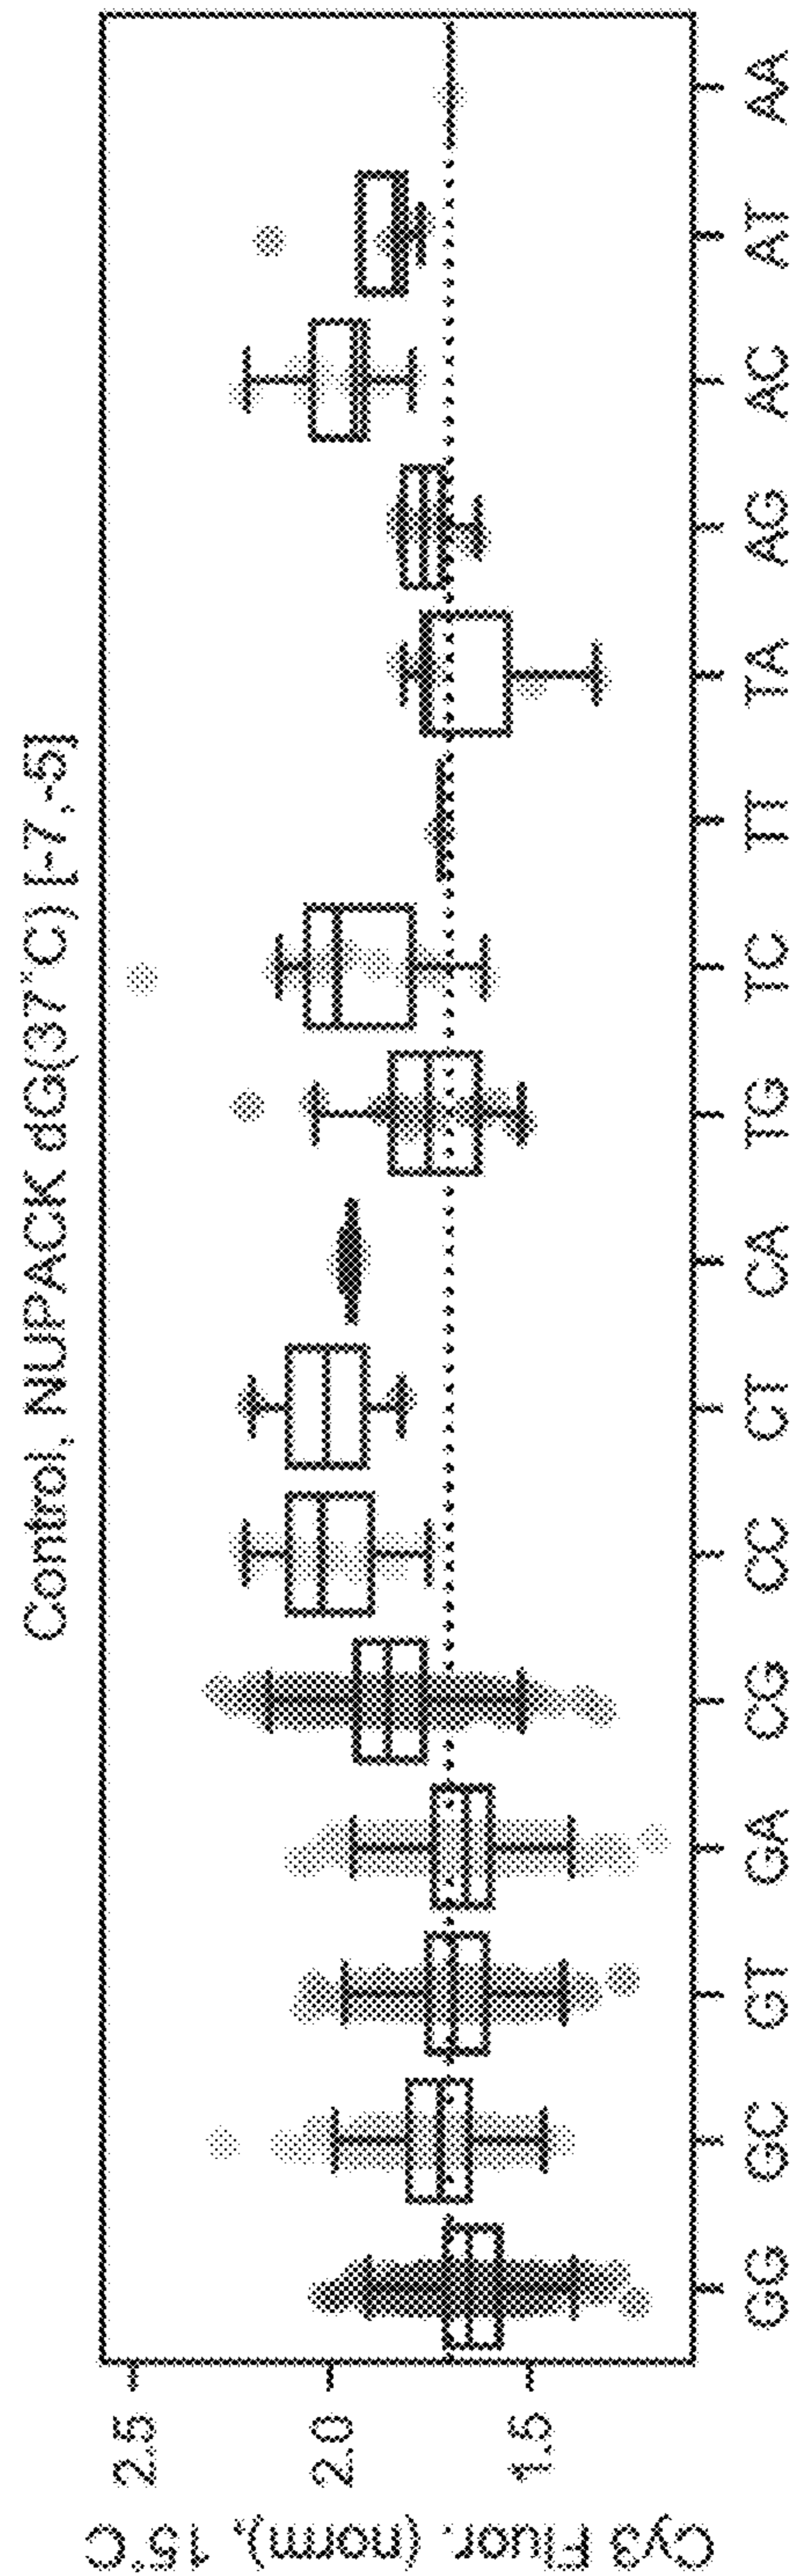 Control, NUPACK dG(37°C) [-7,-5]
Cy3 Fluor. (norm), 15°C
2.5
2.0
1.5
GG GC GT GA CG CC CT CA TG TC TT TA AG AC AT AA